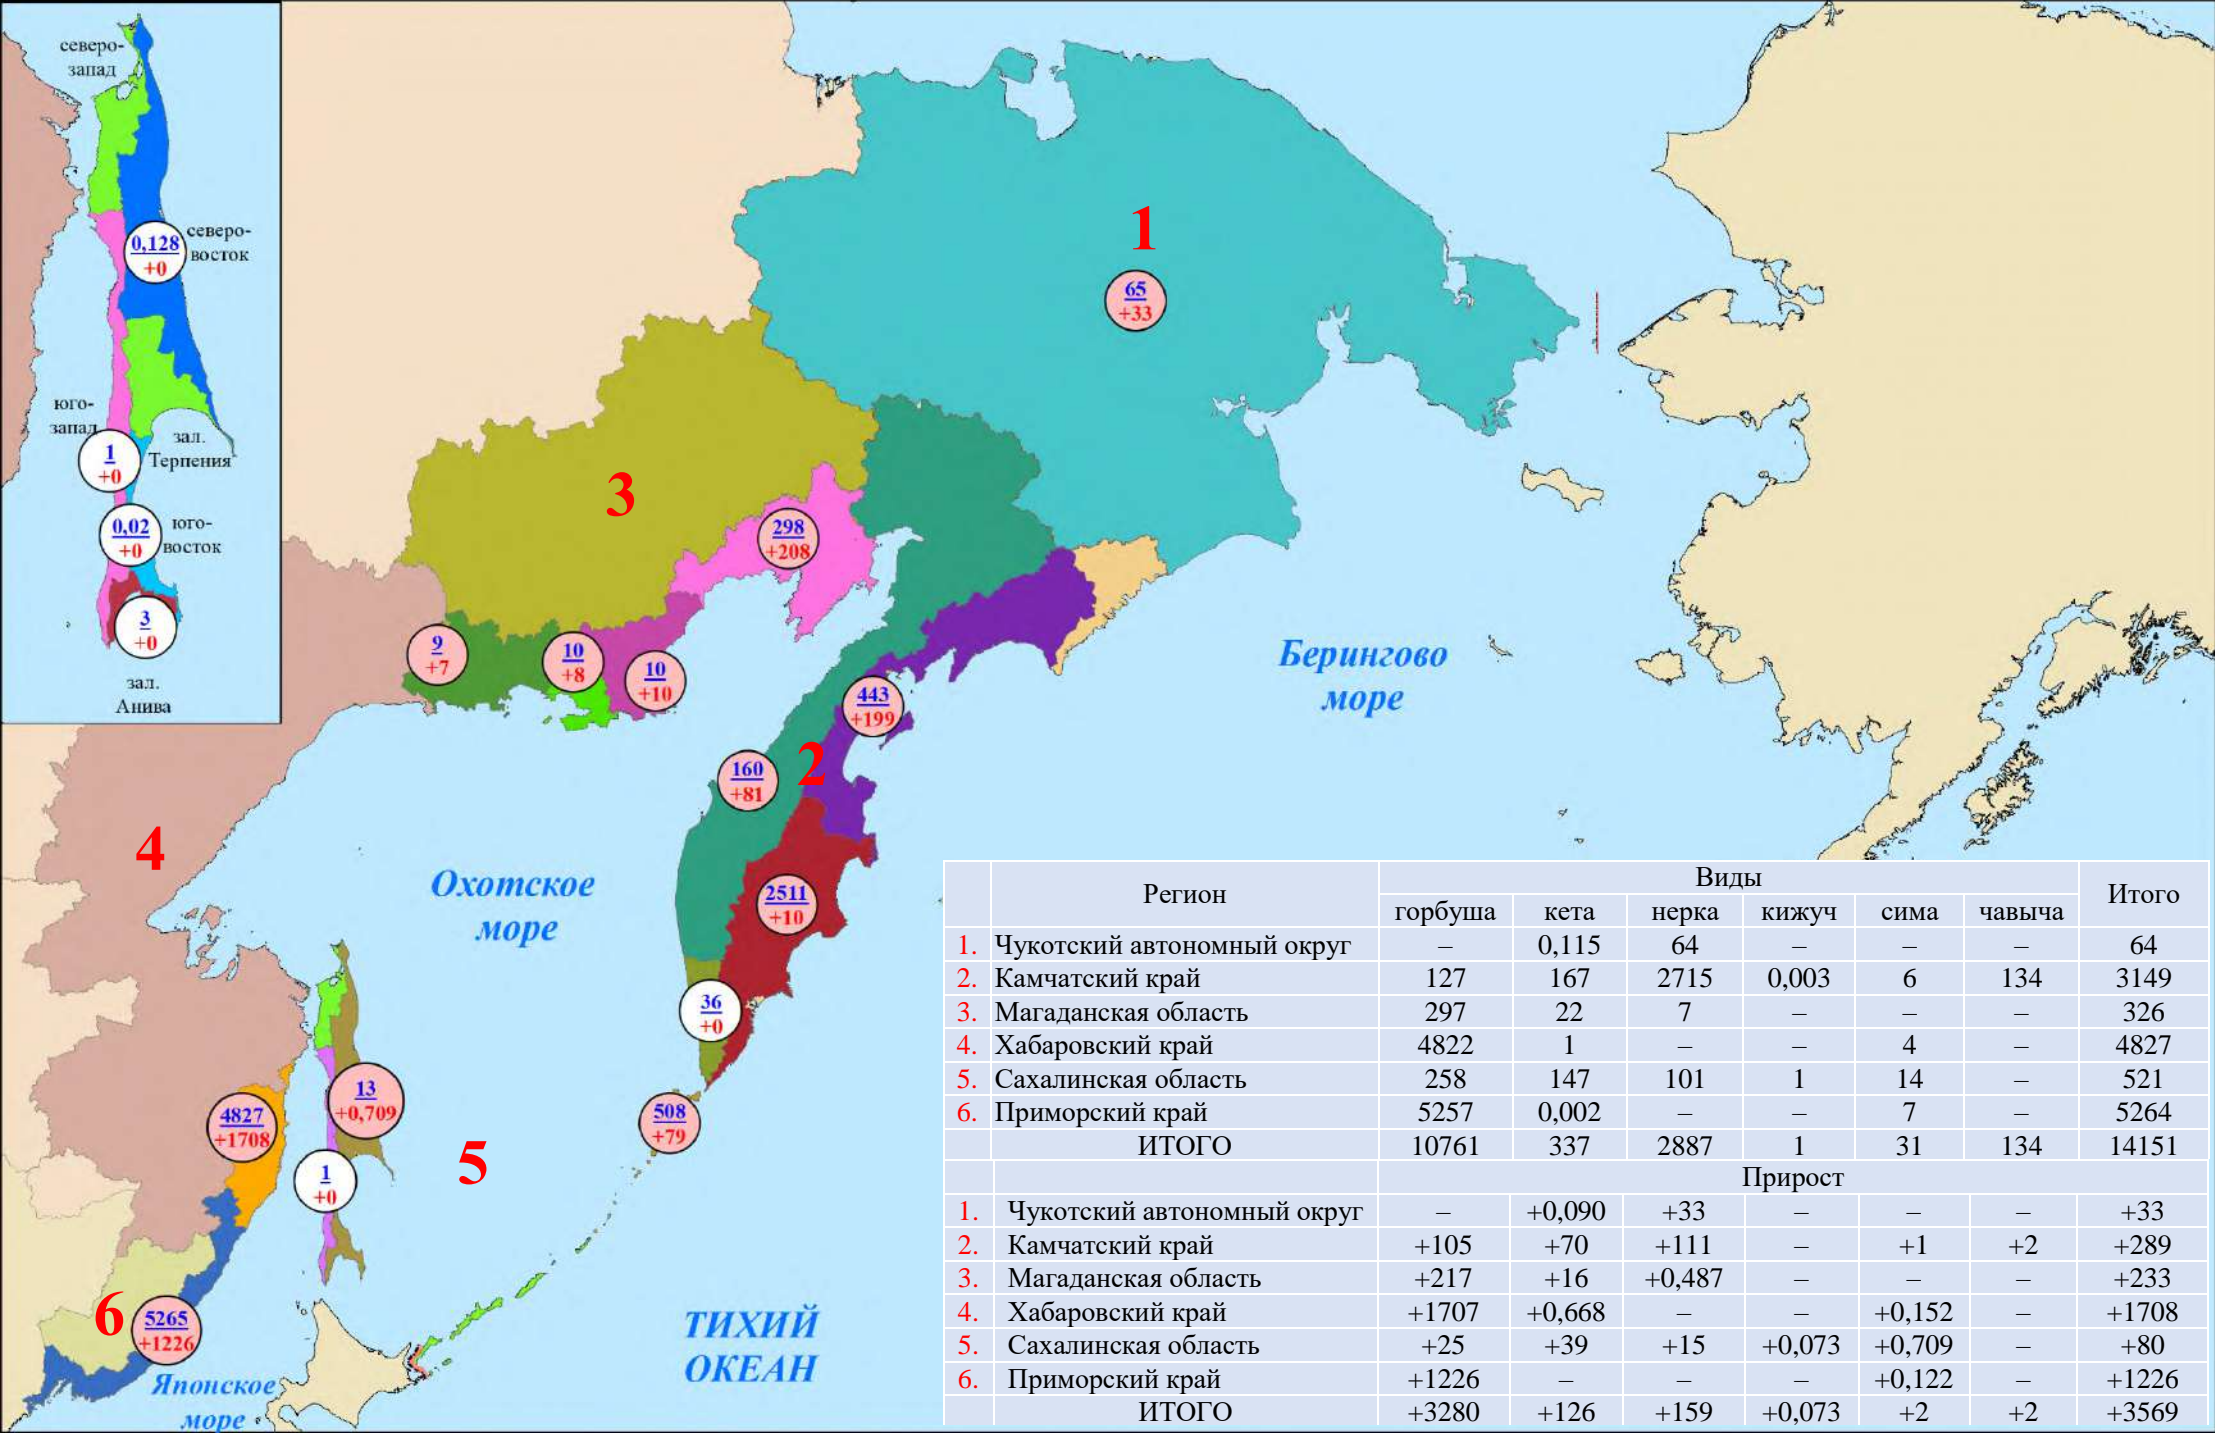 северо-
запад
0,128
+0
северо-
восток
юго-
запад
1
+0
зал.
Терпения
0,02
+0
юго-
восток
3
+0
зал.
Анива
1
65
+33
3
298
+208
9
+7
10
+8
10
+10
Берингово
море
443
+199
2
160
+81
4
Охотское
море
2511
+10
36
+0
13
+0,709
4827
+1708
508
+79
5
1
+0
6
5265
+1226
ТИХИЙ
ОКЕАН
Японское
море
Регион Виды Итого
горбуша кета нерка кижуч сима чавыча
1. Чукотский автономный округ – 0,115 64 – – – 64
2. Камчатский край 127 167 2715 0,003 6 134 3149
3. Магаданская область 297 22 7 – – – 326
4. Хабаровский край 4822 1 – – 4 – 4827
5. Сахалинская область 258 147 101 1 14 – 521
6. Приморский край 5257 0,002 – – 7 – 5264
ИТОГО 10761 337 2887 1 31 134 14151
Прирост
1. Чукотский автономный округ – +0,090 +33 – – – +33
2. Камчатский край +105 +70 +111 – +1 +2 +289
3. Магаданская область +217 +16 +0,487 – – – +233
4. Хабаровский край +1707 +0,668 – – +0,152 – +1708
5. Сахалинская область +25 +39 +15 +0,073 +0,709 – +80
6. Приморский край +1226 – – – +0,122 – +1226
ИТОГО +3280 +126 +159 +0,073 +2 +2 +3569